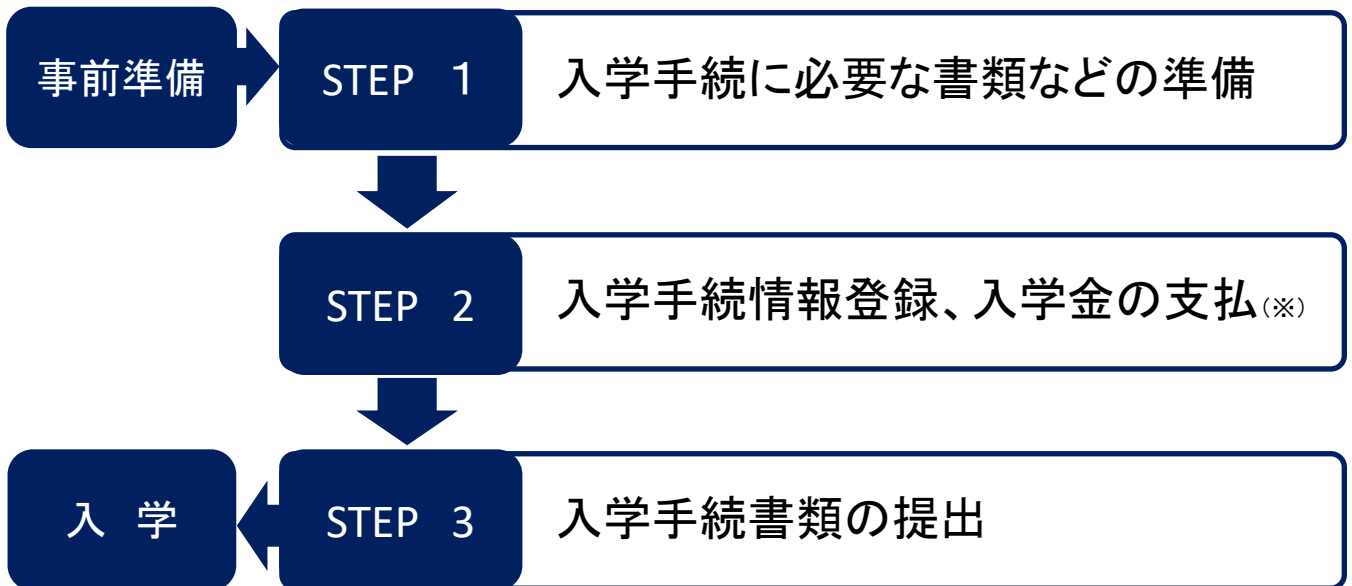 事前準備
STEP 1
入学手続に必要な書類などの準備
STEP 2
入学手続情報登録、入学金の支払(※)
入 学
STEP 3
入学手続書類の提出